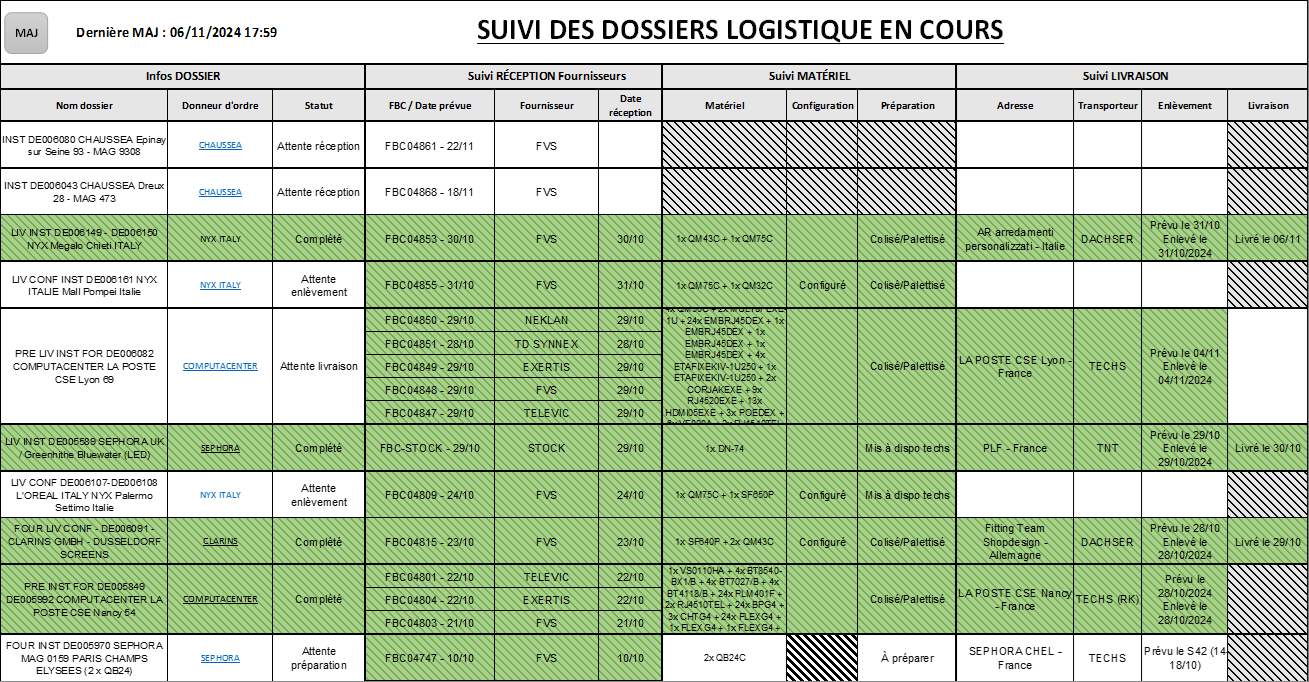 MAJ
Dernière MAJ : 06/11/2024 17:59
SUIVI DES DOSSIERS LOGISTIQUE EN COURS
Infos DOSSIER
Suivi RÉCEPTION Fournisseurs
Suivi MATÉRIEL
Suivi LIVRAISON
Nom dossier
Donneur d'ordre
Statut
FBC / Date prévue
Fournisseur
Date
réception
Matériel
Configuration
Préparation
Adresse
Transporteur
Enlèvement
Livraison
INST DE006080 CHAUSSEA Epinay
sur Seine 93 - MAG 9308
CHAUSSEA
Attente réception
FBC04861 - 22/11
FVS
INST DE006043 CHAUSSEA Dreux
28 - MAG 473
CHAUSSEA
Attente réception
FBC04868 - 18/11
FVS
LIV INST DE006149 - DE006150
NYX Megalo Chieti ITALY
NYX ITALY
Complété
FBC04853 - 30/10
FVS
30/10
1x QM43C + 1x QM75C
Colisé/Palettisé
AR arredamenti
personalizzati - Italie
DACHSER
Prévu le 31/10
Enlevé le
31/10/2024
Livré le 06/11
LIV CONF INST DE006161 NYX
ITALIE Mall Pompei Italie
NYX ITALY
Attente
enlèvement
FBC04855 - 31/10
FVS
31/10
1x QM75C + 1x QM32C
Configuré
Colisé/Palettisé
PRE LIV INST FOR DE006082
COMPUTACENTER LA POSTE
CSE Lyon 69
COMPUTACENTER
Attente livraison
FBC04850 - 29/10
NEKLAN
29/10
FBC04851 - 28/10
TD SYNNEX
28/10
FBC04849 - 29/10
EXERTIS
29/10
FBC04848 - 29/10
FVS
29/10
FBC04847 - 29/10
TELEVIC
29/10
1U + 24x EMBRJ45DEX + 1x
EMBRJ45DEX + 1x
EMBRJ45DEX + 1x
EMBRJ45DEX + 4x
ETAFIXEKIV-1U250 + 1x
ETAFIXEKIV-1U250 + 2x
CORJAKEXE + 9x
RJ4520EXE + 13x
HDMI05EXE + 3x POEDEX +
Colisé/Palettisé
LA POSTE CSE Lyon -
France
TECHS
Prévu le 04/11
Enlevé le
04/11/2024
LIV INST DE005589 SEPHORA UK
/ Greenhithe Bluewater (LED)
SEPHORA
Complété
FBC-STOCK - 29/10
STOCK
29/10
1x DN-74
Mis à dispo techs
PLF - France
TNT
Prévu le 29/10
Enlevé le
29/10/2024
Livré le 30/10
LIV CONF DE006107-DE006108
L'OREAL ITALY NYX Palermo
Settimo Italie
NYX ITALY
Attente
enlèvement
FBC04809 - 24/10
FVS
24/10
1x QM75C + 1x SF650P
Configuré
Mis à dispo techs
FOUR LIV CONF - DE006091 -
CLARINS GMBH - DUSSELDORF
SCREENS
CLARINS
Complété
FBC04815 - 23/10
FVS
23/10
1x SF640P + 2x QM43C
Configuré
Colisé/Palettisé
Fitting Team
Shopdesign -
Allemagne
DACHSER
Prévu le 28/10
Enlevé le
28/10/2024
Livré le 29/10
PRE INST FOR DE005849
DE005992 COMPUTACENTER LA
POSTE CSE Nancy 54
COMPUTACENTER
Complété
FBC04801 - 22/10
TELEVIC
22/10
FBC04804 - 22/10
EXERTIS
22/10
FBC04803 - 21/10
FVS
21/10
1x VS0110HA + 4x BT8540-
BX1/B + 4x BT7027/B + 4x
BT4118/B + 24x PLM401F +
2x RJ4510TEL + 24x BPG4 +
3x CHTG4 + 24x FLEXG4 +
1x FLEXG4 + 1x FLEXG4 +
Colisé/Palettisé
LA POSTE CSE Nancy
- France
TECHS (RK)
Prévu le
28/10/2024
Enlevé le
28/10/2024
FOUR INST DE005970 SEPHORA
MAG 0159 PARIS CHAMPS
ELYSEES (2 x QB24)
SEPHORA
Attente
préparation
FBC04747 - 10/10
FVS
10/10
2x QB24C
À préparer
SEPHORA CHEL -
France
TECHS
Prévu le S42 (14-
18/10)